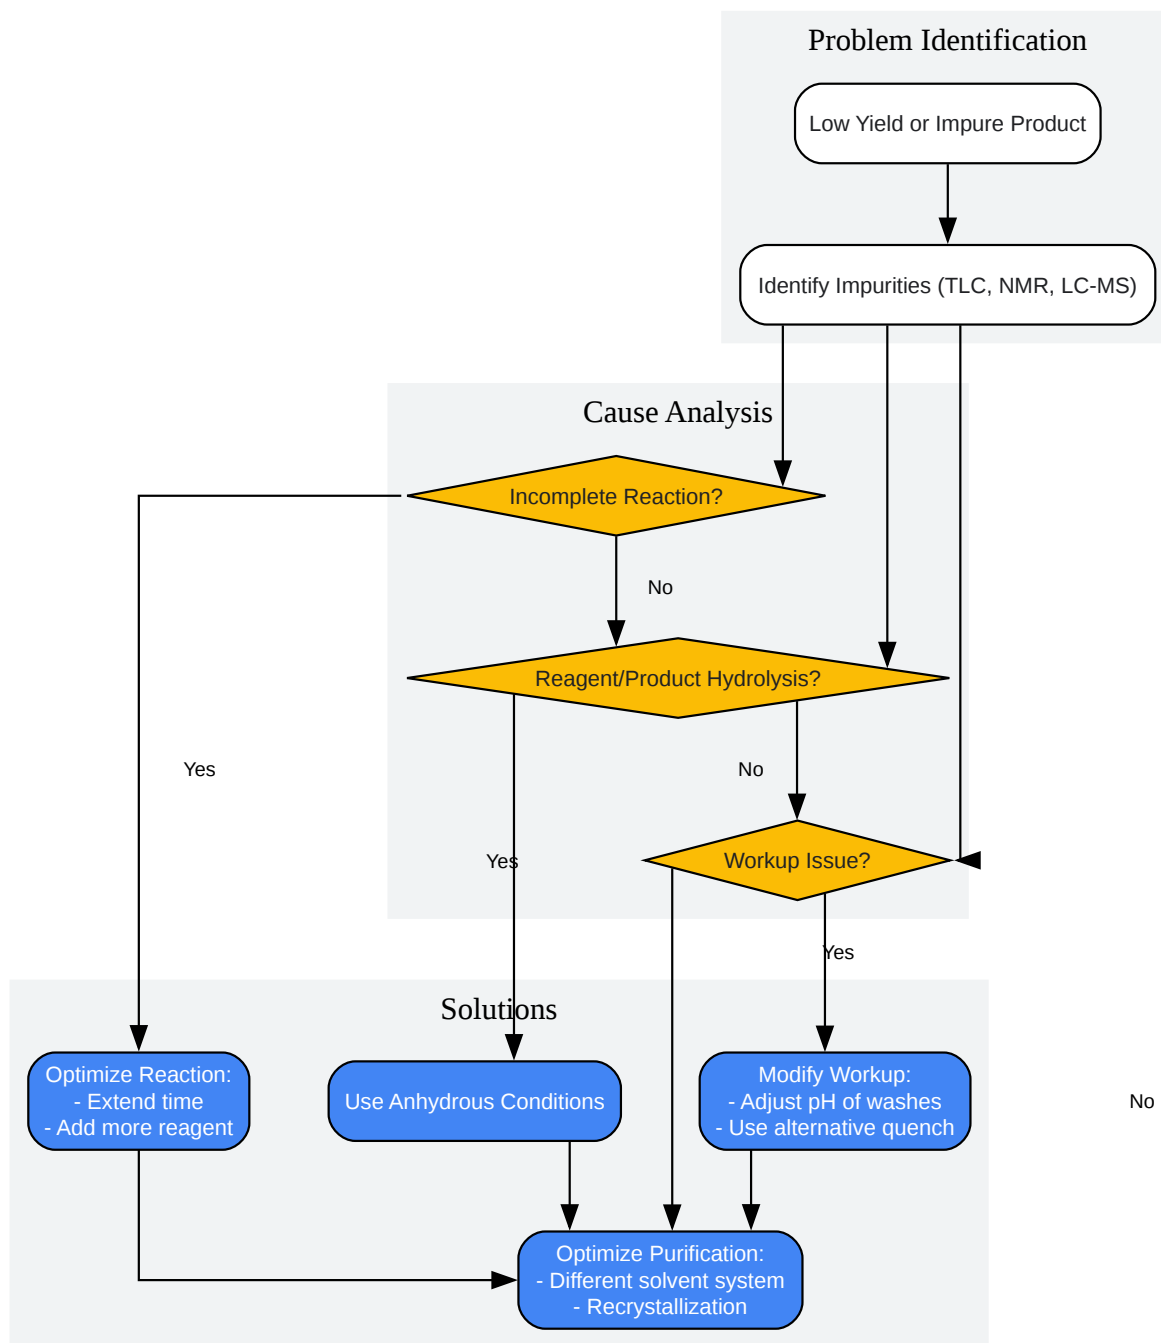 Problem Identification
Low Yield or Impure Product
Identify Impurities (TLC, NMR, LC-MS)
Cause Analysis
Incomplete Reaction?
No
Reagent/Product Hydrolysis?
Yes
No
Workup Issue?
Yes
Yes
Solutions
Optimize Reaction:
- Extend time
- Add more reagent
Use Anhydrous Conditions
Modify Workup:
- Adjust pH of washes
- Use alternative quench
No
Optimize Purification:
- Different solvent system
- Recrystallization